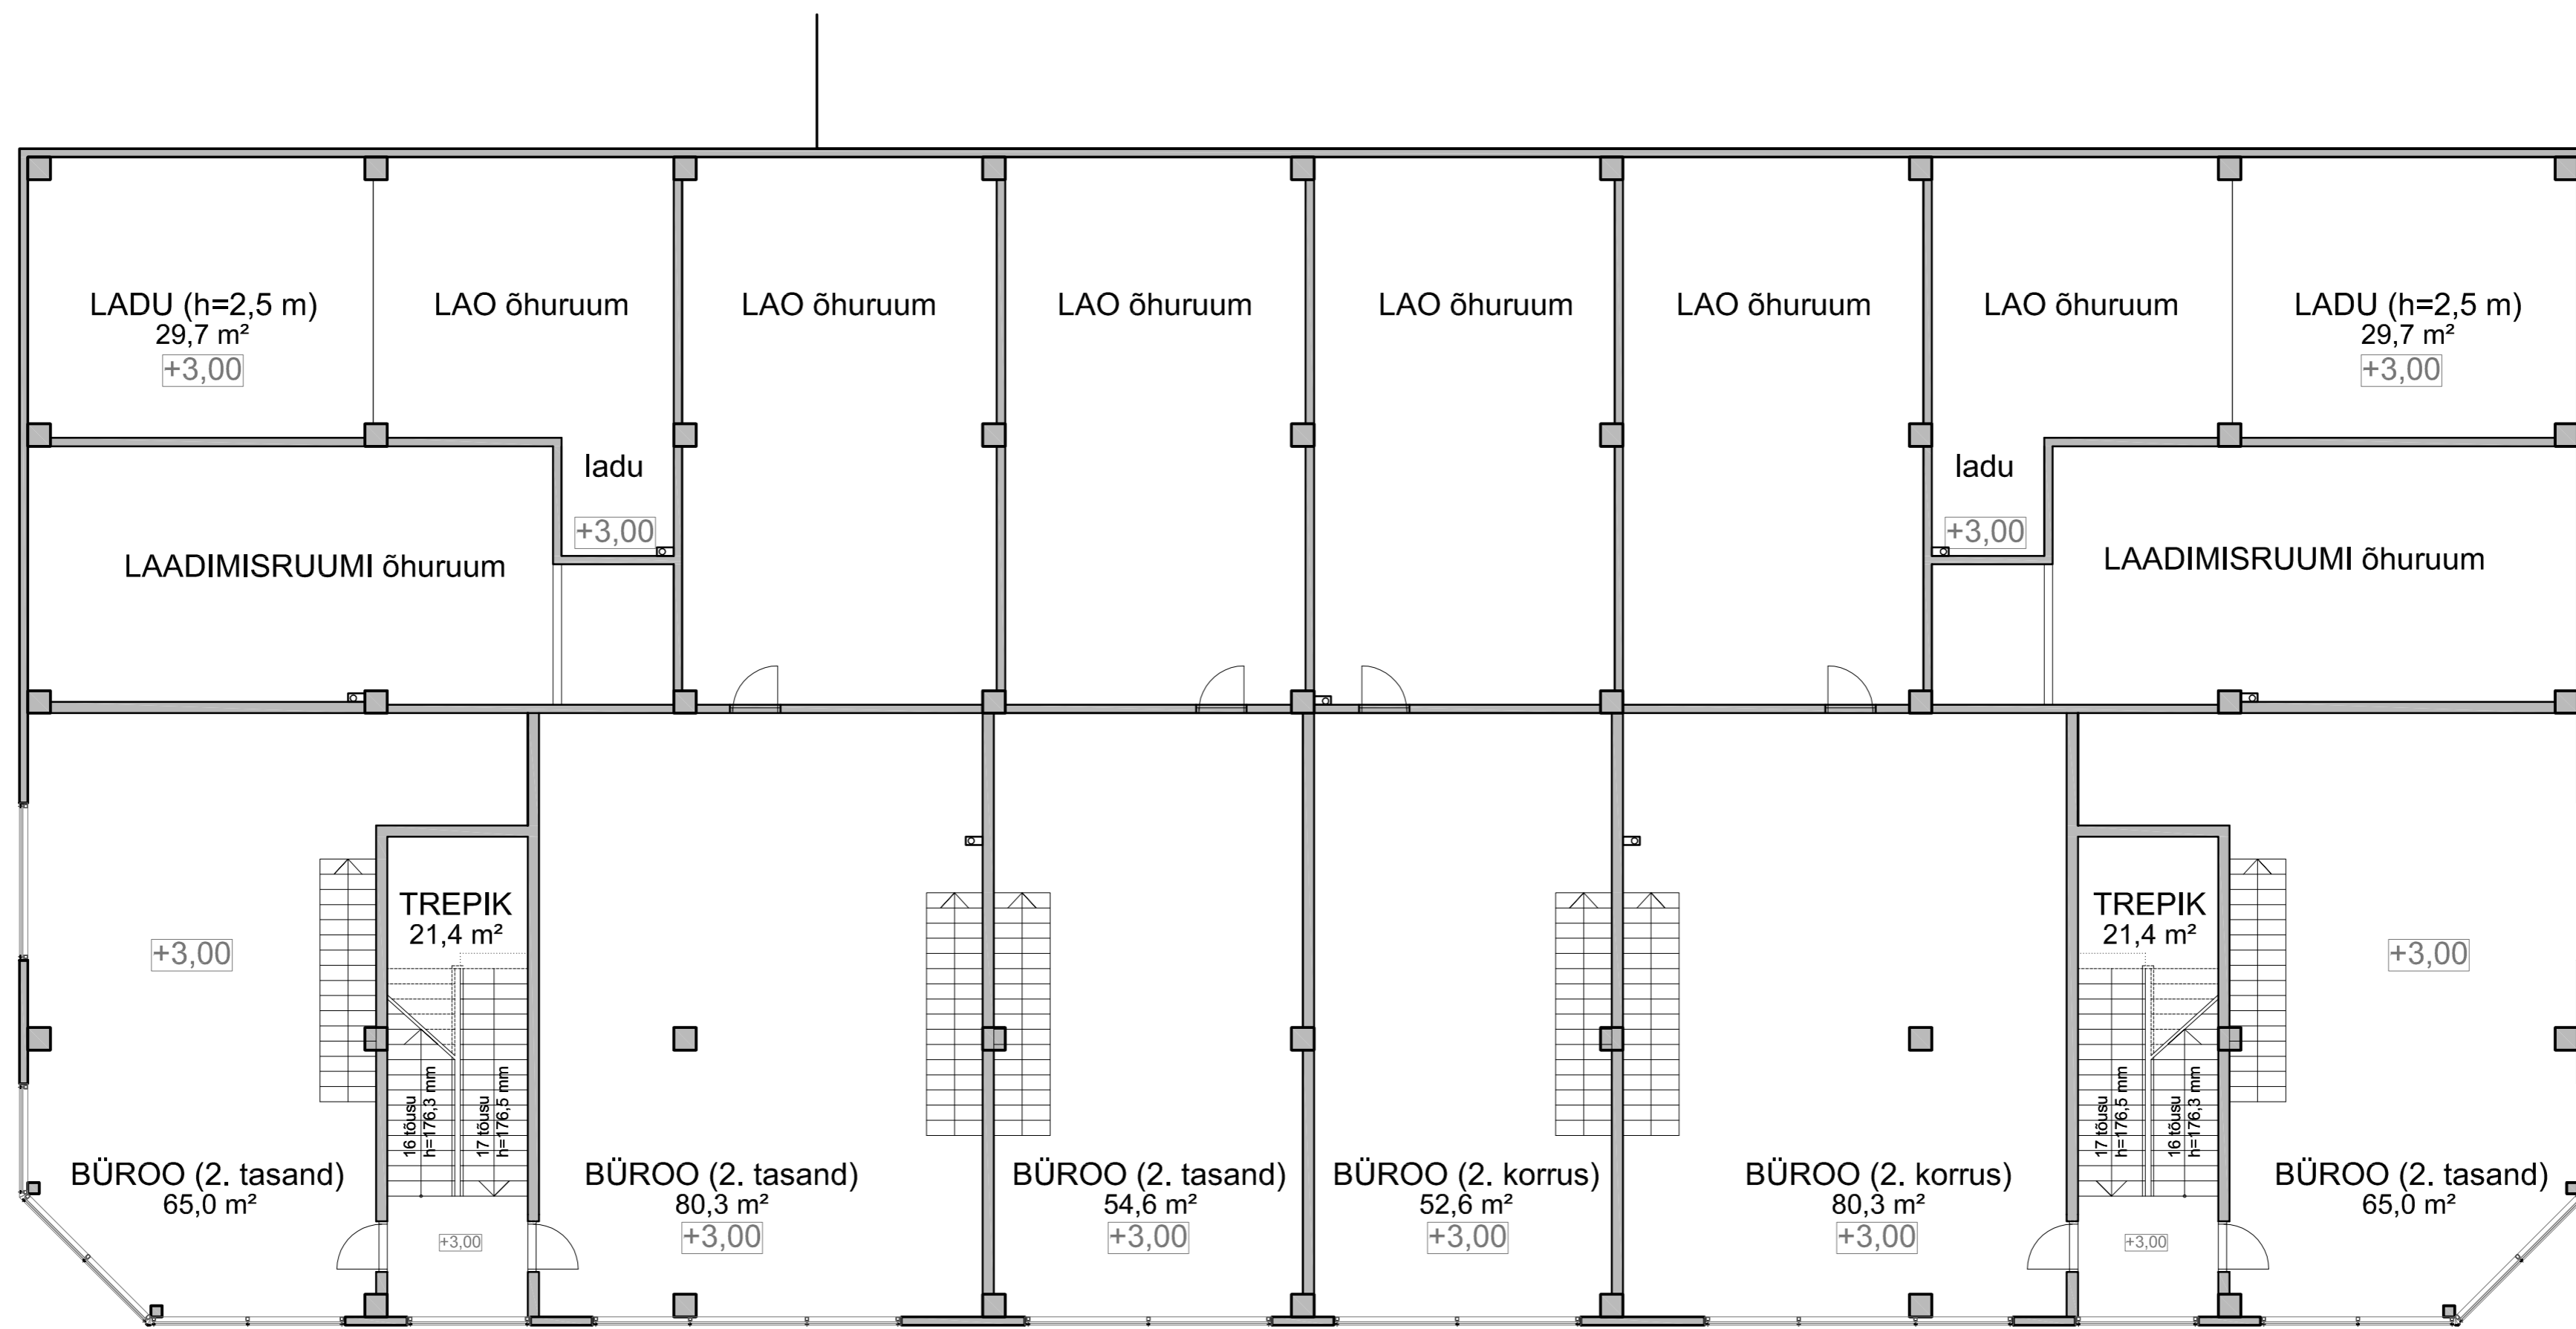 LADU (h=2,5 m)
29,7 m²
+3,00
LAO õhuruum
LAO õhuruum
LAO õhuruum
LAO õhuruum
LAO õhuruum
LAO õhuruum
LADU (h=2,5 m)
29,7 m²
+3,00
ladu
+3,00
ladu
+3,00
LAADIMISRUUMI õhuruum
LAADIMISRUUMI õhuruum
TREPIK
21,4 m²
TREPIK
21,4 m²
+3,00
+3,00
16 tõusu
h=176,3 mm
17 tõusu
h=176,5 mm
17 tõusu
h=176,5 mm
16 tõusu
h=176,3 mm
BÜROO (2. tasand)
65,0 m²
BÜROO (2. tasand)
80,3 m²
+3,00
BÜROO (2. tasand)
54,6 m²
+3,00
BÜROO (2. korrus)
52,6 m²
+3,00
BÜROO (2. korrus)
80,3 m²
+3,00
BÜROO (2. tasand)
65,0 m²
+3,00
+3,00